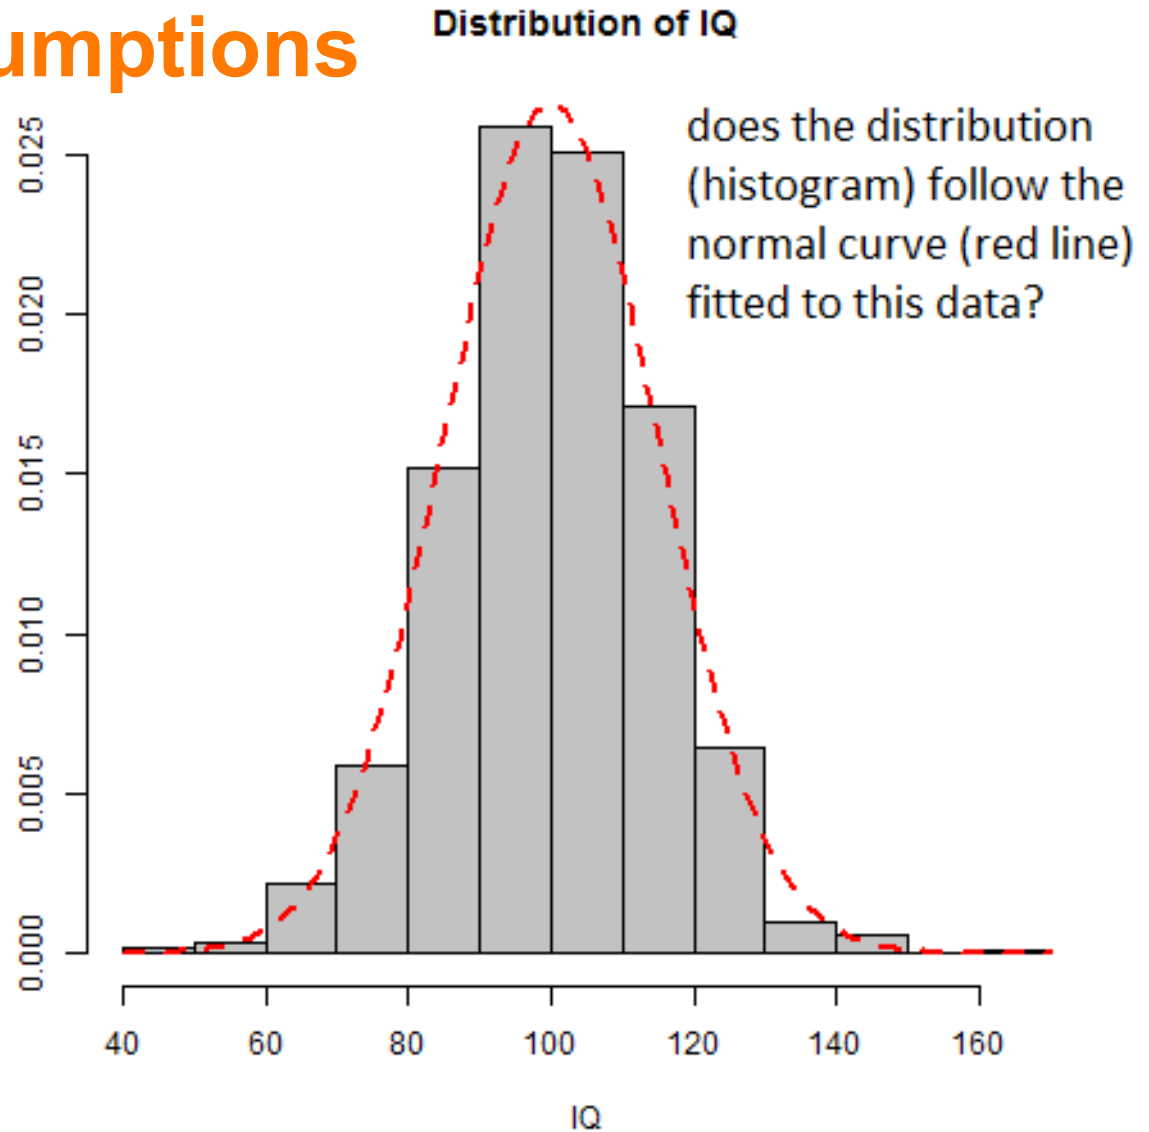 umptions
Distribution of IQ
does the distribution
(histogram) follow the
normal curve (red line)
fitted to this data?
0.025
0.020
0.015
0.010
0.005
0.000
40 60 80 100 120 140 160
IQ